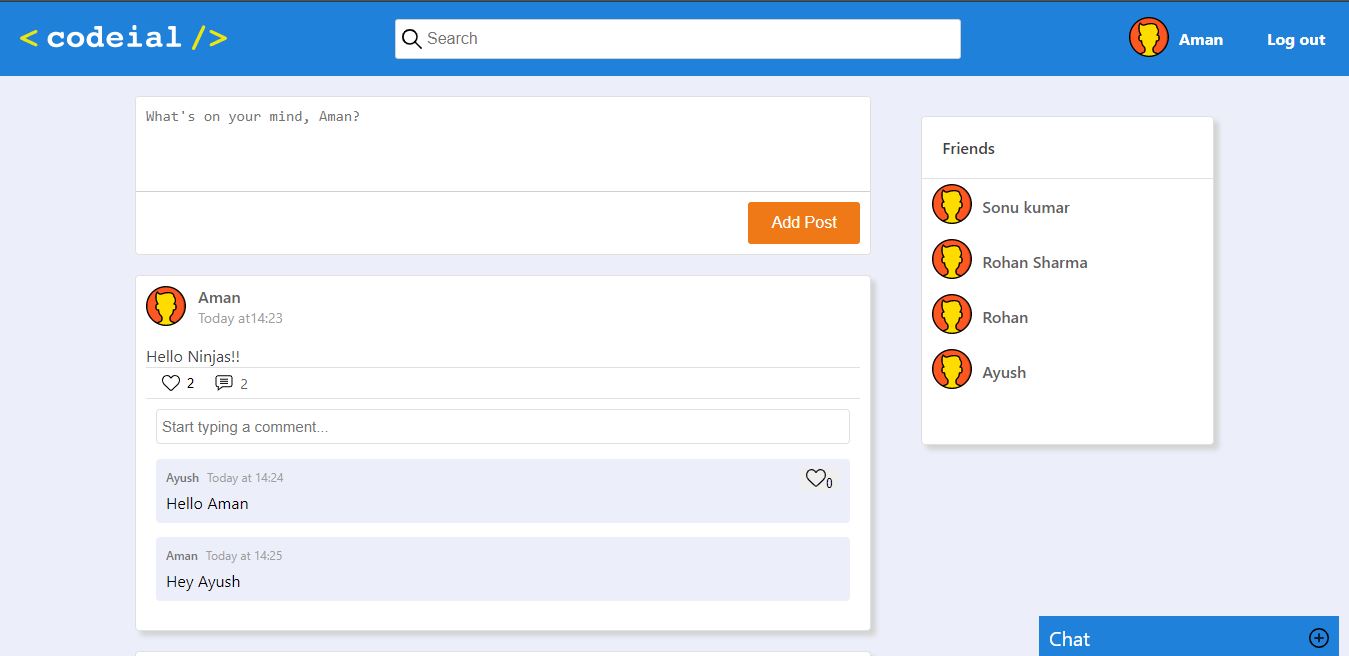 < codeial />
Search
Aman
Log out
What's on your mind, Aman?
Add Post
Aman
Today at14:23
Hello Ninjas!!
2 2
Start typing a comment...
Ayush Today at 14:24
0
Hello Aman
Aman Today at 14:25
Hey Ayush
Friends
Sonu kumar
Rohan Sharma
Rohan
Ayush
Chat